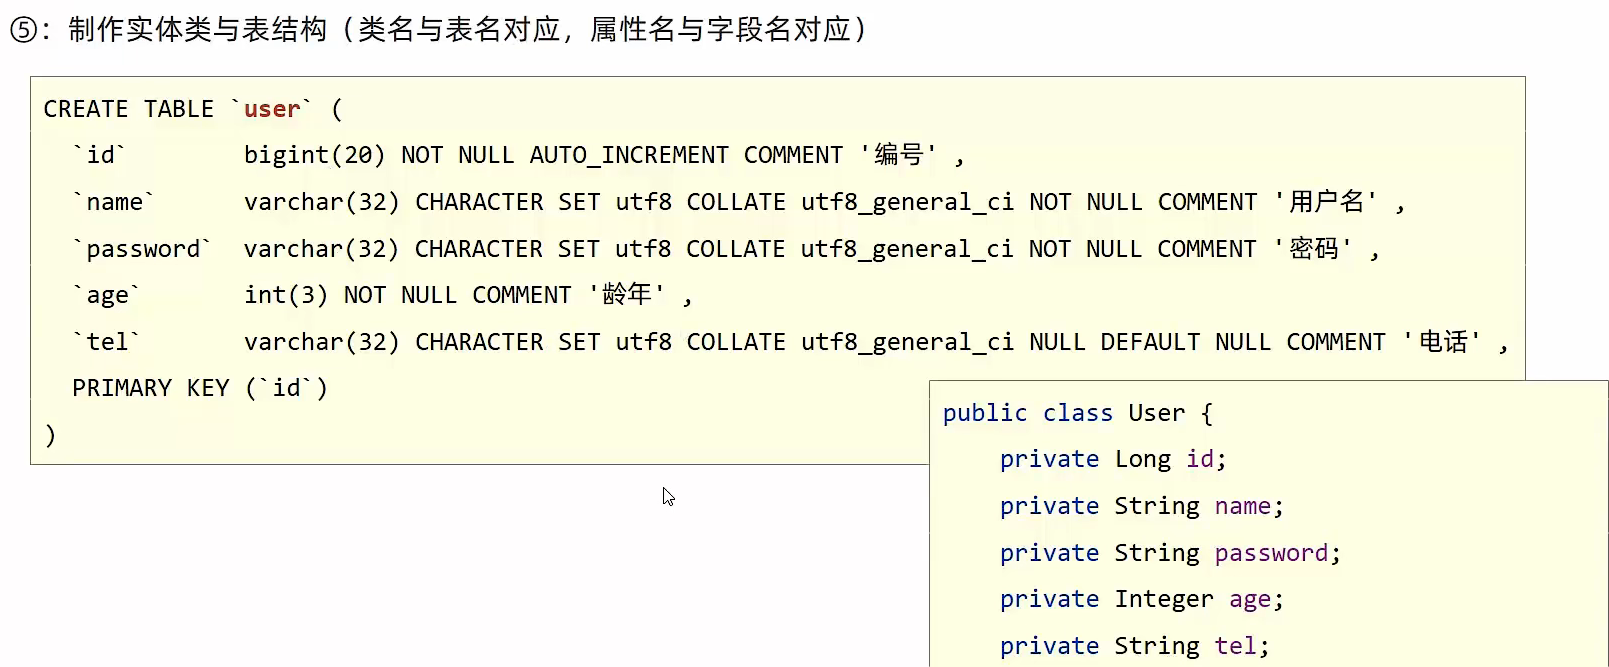 ⑤：制作实体类与表结构（类名与表名对应，属性名与字段名对应）
CREATE TABLE `user` (
`id` bigint(20) NOT NULL AUTO_INCREMENT COMMENT '编号' ,
`name` varchar(32) CHARACTER SET utf8 COLLATE utf8_general_ci NOT NULL COMMENT '用户名' ,
`password` varchar(32) CHARACTER SET utf8 COLLATE utf8_general_ci NOT NULL COMMENT '密码' ,
`age` int(3) NOT NULL COMMENT '龄年' ,
`tel` varchar(32) CHARACTER SET utf8 COLLATE utf8_general_ci NULL DEFAULT NULL COMMENT '电话' ,
PRIMARY KEY (`id`)
)
public class User {
private Long id;
private String name;
private String password;
private Integer age;
private String tel;